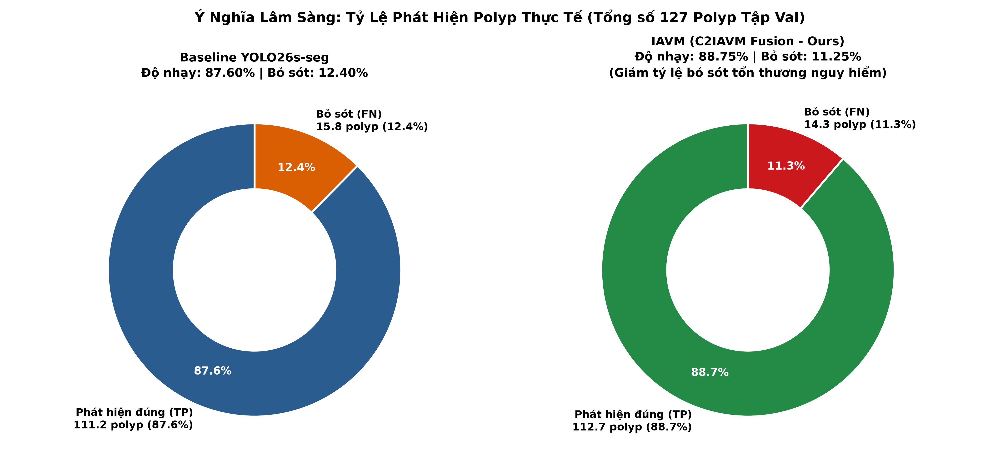 Ý Nghĩa Lâm Sàng: Tỷ Lệ Phát Hiện Polyp Thực Tế (Tổng số 127 Polyp Tập Val)
Baseline YOLO26s-seg
Độ nhạy: 87.60% | Bỏ sót: 12.40%
Bỏ sót (FN)
15.8 polyp (12.4%)
12.4%
87.6%
Phát hiện đúng (TP)
111.2 polyp (87.6%)
IAVM (C2IAVM Fusion - Ours)
Độ nhạy: 88.75% | Bỏ sót: 11.25%
(Giảm tỷ lệ bỏ sót tổn thương nguy hiểm)
Bỏ sót (FN)
14.3 polyp (11.3%)
11.3%
88.7%
Phát hiện đúng (TP)
112.7 polyp (88.7%)